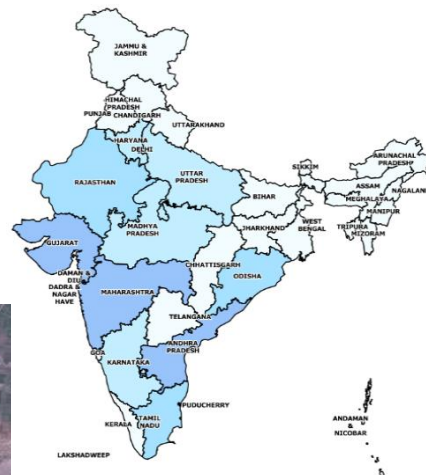 JAMMU &
KASHMIR
HIMACHAL
PRADESH
PUNJAB
CHANDIGARH
UTTARAKHAND
HARYANA
DELHI
RAJASTHAN
UTTAR
PRADESH
SIKKIM
ARUNACHAL
PRADESH
BIHAR
ASSAM
NAGALAND
MEGHALAYA
MANIPUR
TRIPURA
MIZORAM
GUJARAT
MADHYA
PRADESH
JHARKHAND
WEST
BENGAL
CHHATTISGARH
ODISHA
DAMAN &
DIU
DADRA &
NAGAR
HAVE
MAHARASHTRA
TELANGANA
ANDHRA
PRADESH
GOA
KARNATAKA
PUDUCHERRY
TAMIL
NADU
KERALA
ANDAMAN
&
NICOBAR
LAKSHADWEEP